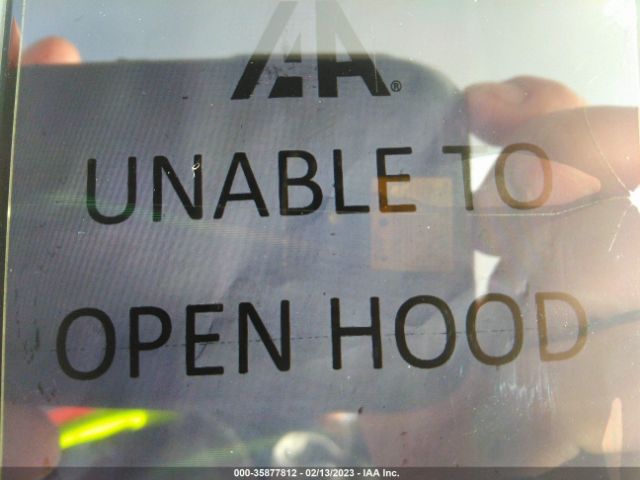 IAA®
UNABLE TO
OPEN HOOD
000-35877812 - 02/13/2023 - IAA Inc.